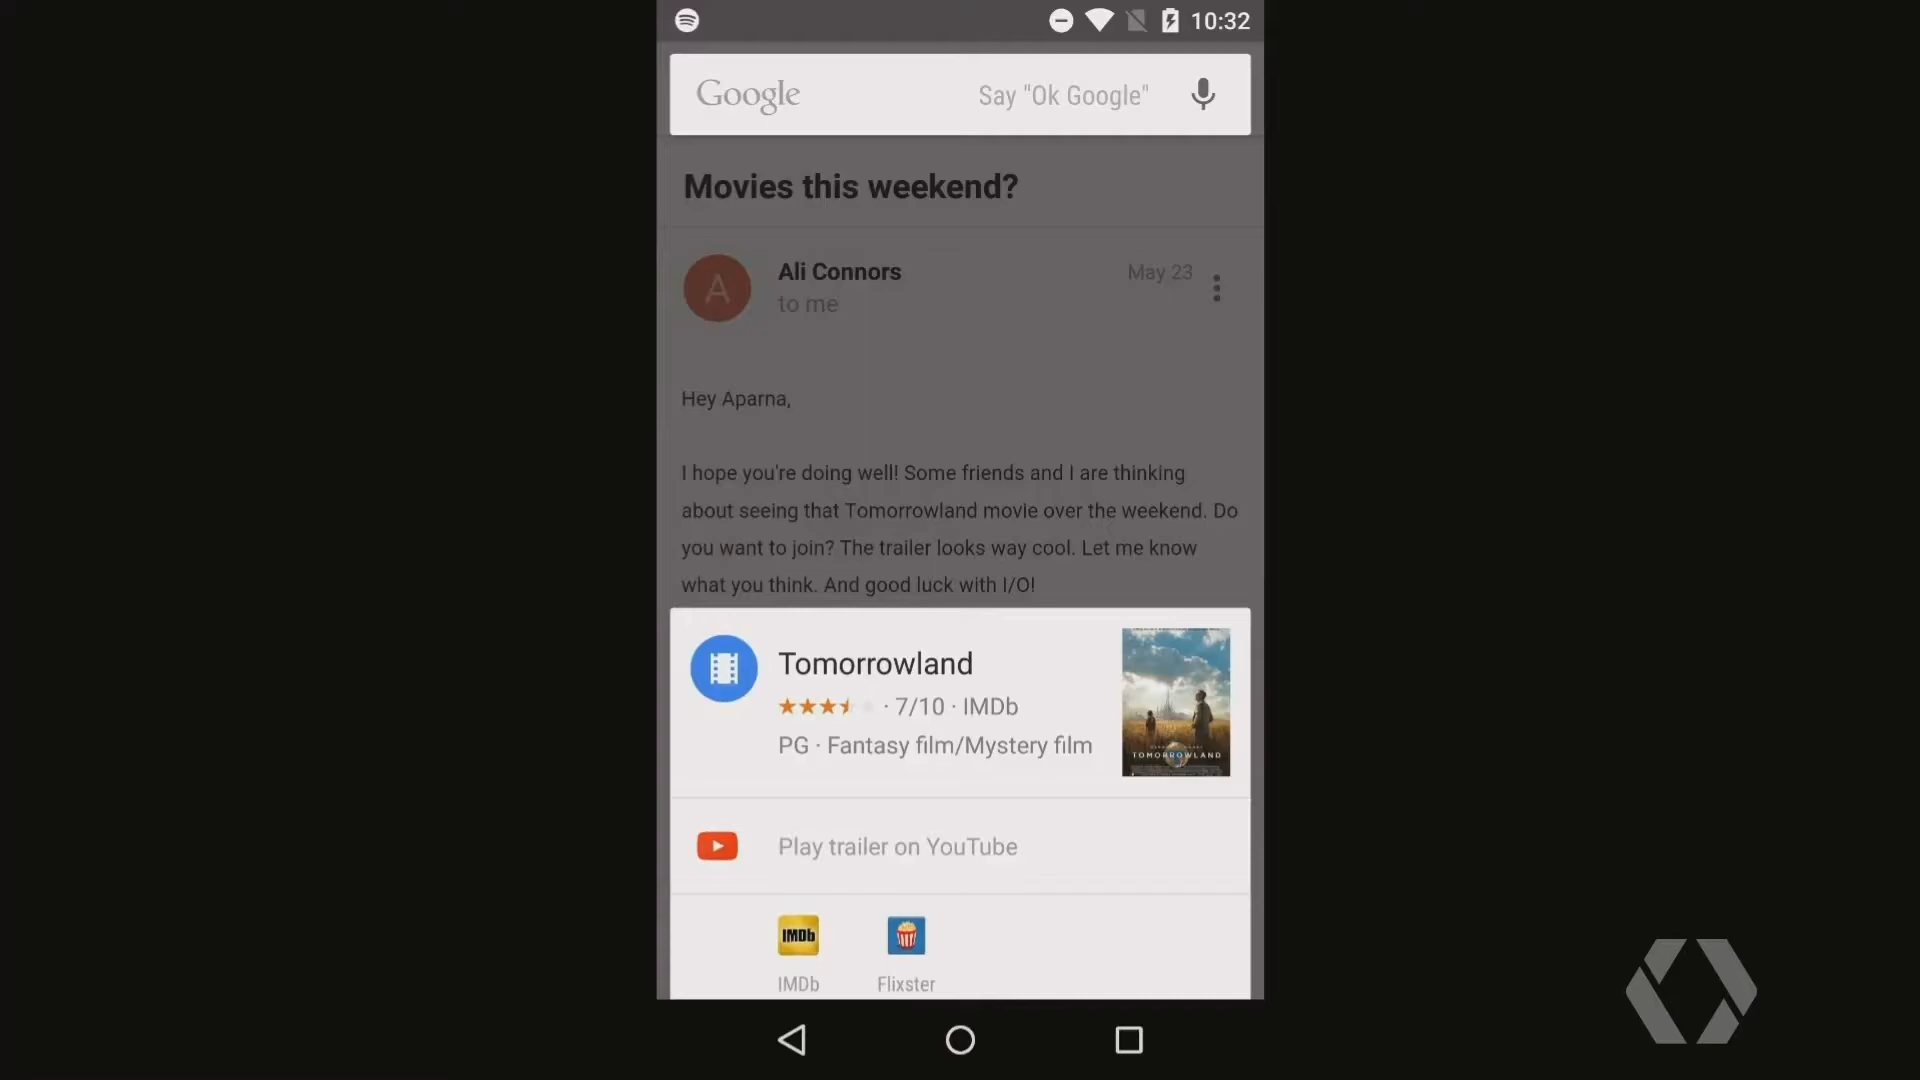 10:32
Google Say "Ok Google"
Movies this weekend?
A
Ali Connors May 23
to me
Hey Aparna,
I hope you're doing well! Some friends and I are thinking
about seeing that Tomorrowland movie over the weekend. Do
you want to join? The trailer looks way cool. Let me know
what you think. And good luck with I/O!
Tomorrowland
· 7/10 · IMDb
PG · Fantasy film/Mystery film
TOMORROWLAND
Play trailer on YouTube
IMDb
IMDb Flixster